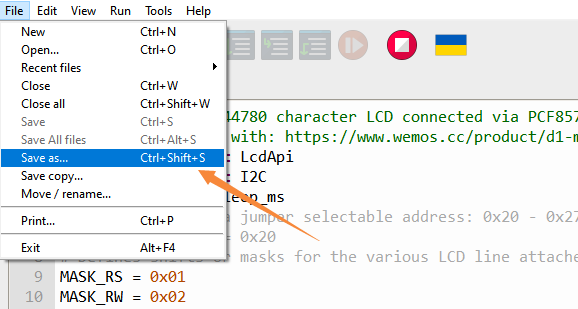 File Edit View Run Tools Help
New Ctrl+N
Open... Ctrl+O
Recent files
Close Ctrl+W
Close all Ctrl+Shift+W
Save Ctrl+S
Save All files Ctrl+Alt+S
Save as... Ctrl+Shift+S
Save copy...
Move / rename...
Print... Ctrl+P
Exit Alt+F4
44780 character LCD connected via PCF857
with: https://www.wemos.cc/product/d1-m
LcdApi
I2C
eep_ms
a jumper selectable address: 0x20 - 0x27
= 0x20
or masks for the various LCD line attache
9 MASK_RS = 0x01
10 MASK_RW = 0x02